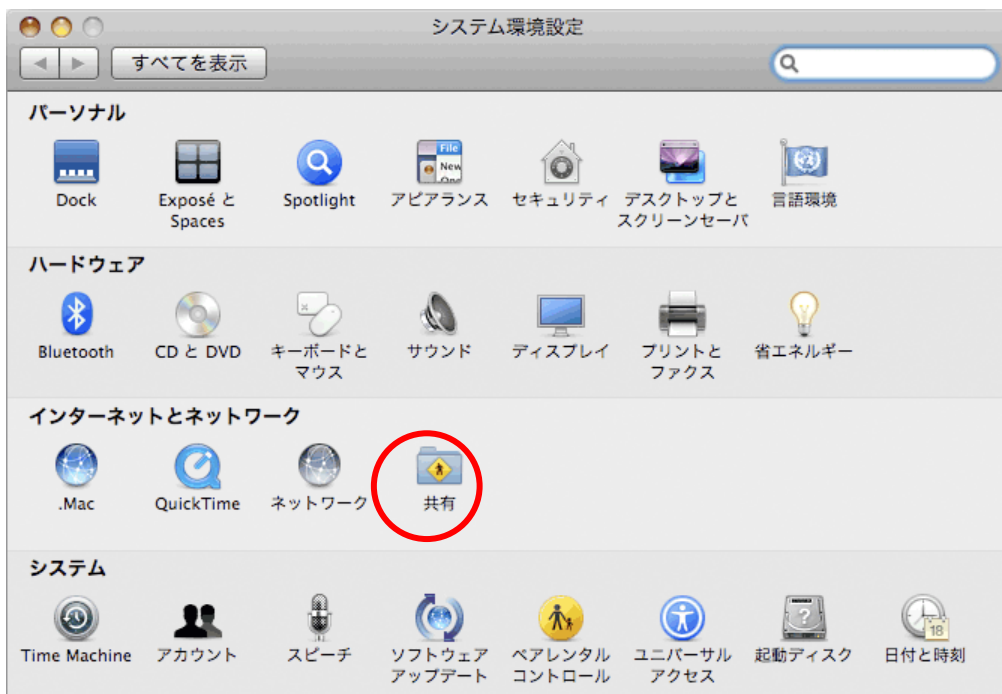 システム環境設定
すべてを表示
パーソナル
Dock
Exposé と
Spaces
Spotlight
File
New
アピアランス
セキュリティ
デスクトップと
スクリーンセーバ
言語環境
ハードウェア
Bluetooth
CD と DVD
キーボードと
マウス
サウンド
ディスプレイ
プリントと
ファクス
省エネルギー
インターネットとネットワーク
.Mac
QuickTime
ネットワーク
共有
システム
Time Machine
アカウント
スピーチ
ソフトウェア
アップデート
ペアレンタル
コントロール
ユニバーサル
アクセス
起動ディスク
18
日付と時刻